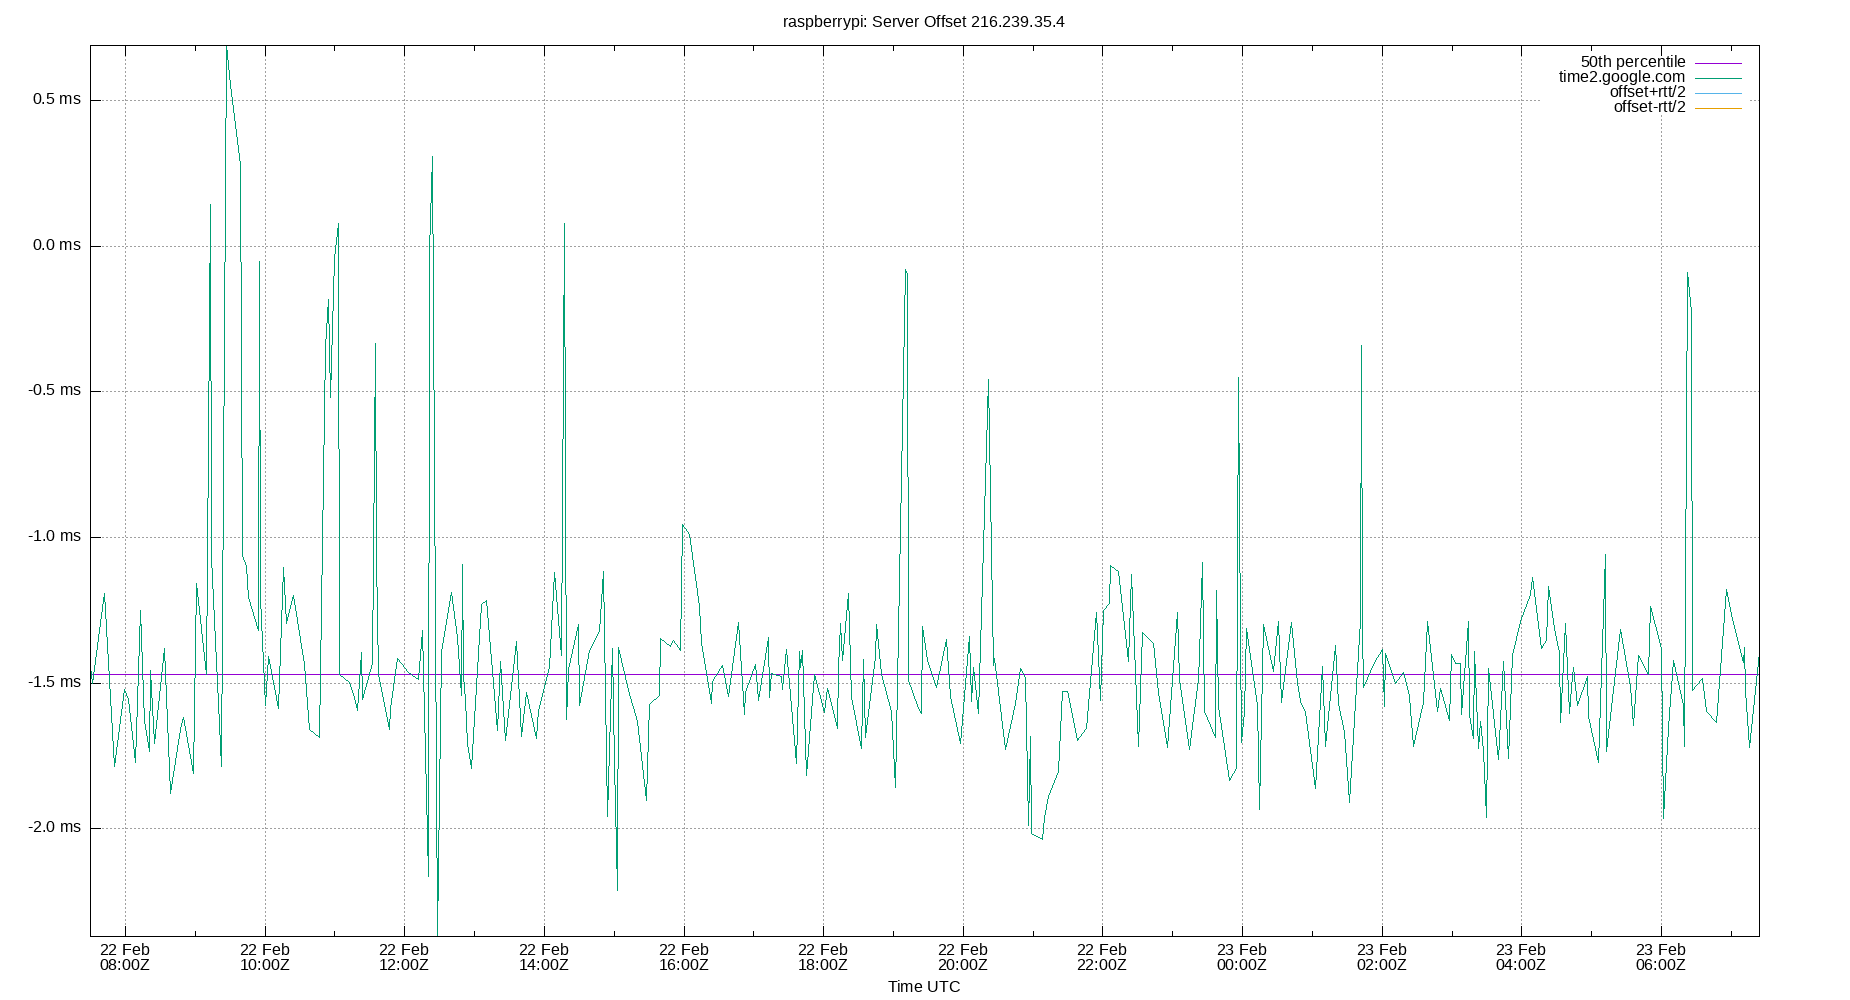 raspberrypi: Server Offset 216.239.35.4
50th percentile
time2.google.com
offset+rtt/2
offset-rtt/2
0.5 ms
0.0 ms
-0.5 ms
-1.0 ms
-1.5 ms
-2.0 ms
22 Feb 22 Feb 22 Feb 22 Feb 22 Feb 22 Feb 22 Feb 22 Feb 23 Feb 23 Feb 23 Feb 23 Feb
08:00Z 10:00Z 12:00Z 14:00Z 16:00Z 18:00Z 20:00Z 22:00Z 00:00Z 02:00Z 04:00Z 06:00Z
Time UTC